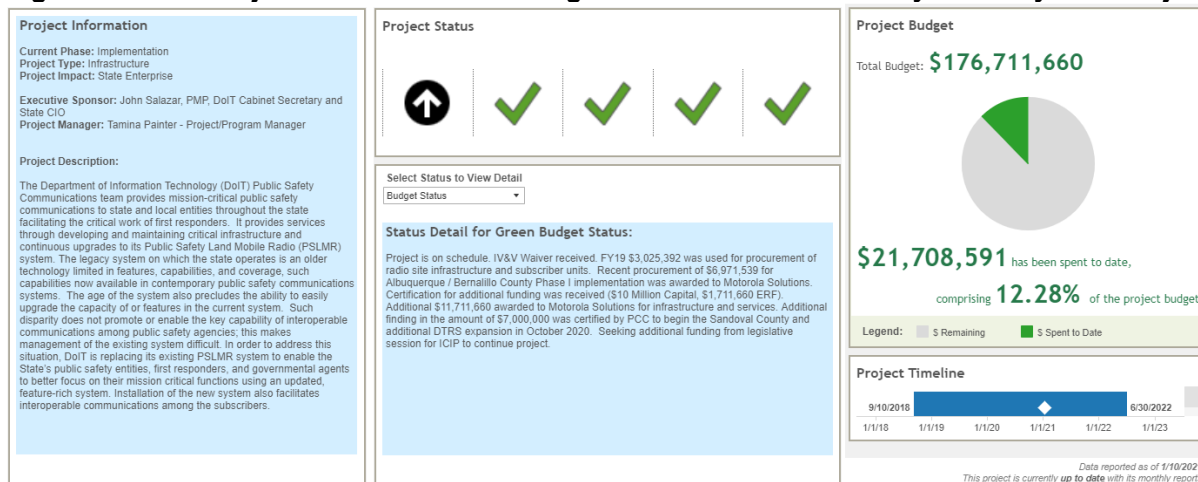 Project Information
Current Phase: Implementation
Project Type: Infrastructure
Project Impact: State Enterprise
Executive Sponsor: John Salazar, PMP, DoIT Cabinet Secretary and
State CIO
Project Manager: Tamina Painter - Project/Program Manager
Project Description:
The Department of Information Technology (DoIT) Public Safety
Communications team provides mission-critical public safety
communications to state and local entities throughout the state
facilitating the critical work of first responders. It provides services
through developing and maintaining critical infrastructure and
continuous upgrades to its Public Safety Land Mobile Radio (PSLMR)
system. The legacy system on which the state operates is an older
technology limited in features, capabilities, and coverage, such
capabilities now available in contemporary public safety communications
systems. The age of the system also precludes the ability to easily
upgrade the capacity of or features in the current system. Such
disparity does not promote or enable the key capability of interoperable
communications among public safety agencies; this makes
management of the existing system difficult. In order to address this
situation, DoIT is replacing its existing PSLMR system to enable the
State's public safety entities, first responders, and governmental agents
to better focus on their mission critical functions using an updated,
feature-rich system. Installation of the new system also facilitates
interoperable communications among the subscribers.
Project Status
Select Status to View Detail
Budget Status
Status Detail for Green Budget Status:
Project is on schedule. IV&V Waiver received. FY19 $3,025,392 was used for procurement of
radio site infrastructure and subscriber units. Recent procurement of $6,971,539 for
Albuquerque / Bernalillo County Phase I implementation was awarded to Motorola Solutions.
Certification for additional funding was received ($10 Million Capital, $1,711,660 ERF).
Additional $11,711,660 awarded to Motorola Solutions for infrastructure and services. Additional
finding in the amount of $7,000,000 was certified by PCC to begin the Sandoval County and
additional DTRS expansion in October 2020. Seeking additional funding from legislative
session for ICIP to continue project.
Project Budget
Total Budget: $176,711,660
$21,708,591 has been spent to date,
comprising 12.28% of the project budget
Legend: $ Remaining $ Spent to Date
Project Timeline
9/10/2018 6/30/2022
1/1/18 1/1/19 1/1/20 1/1/21 1/1/22 1/1/23
Data reported as of 1/10/202
This project is currently up to date with its monthly report